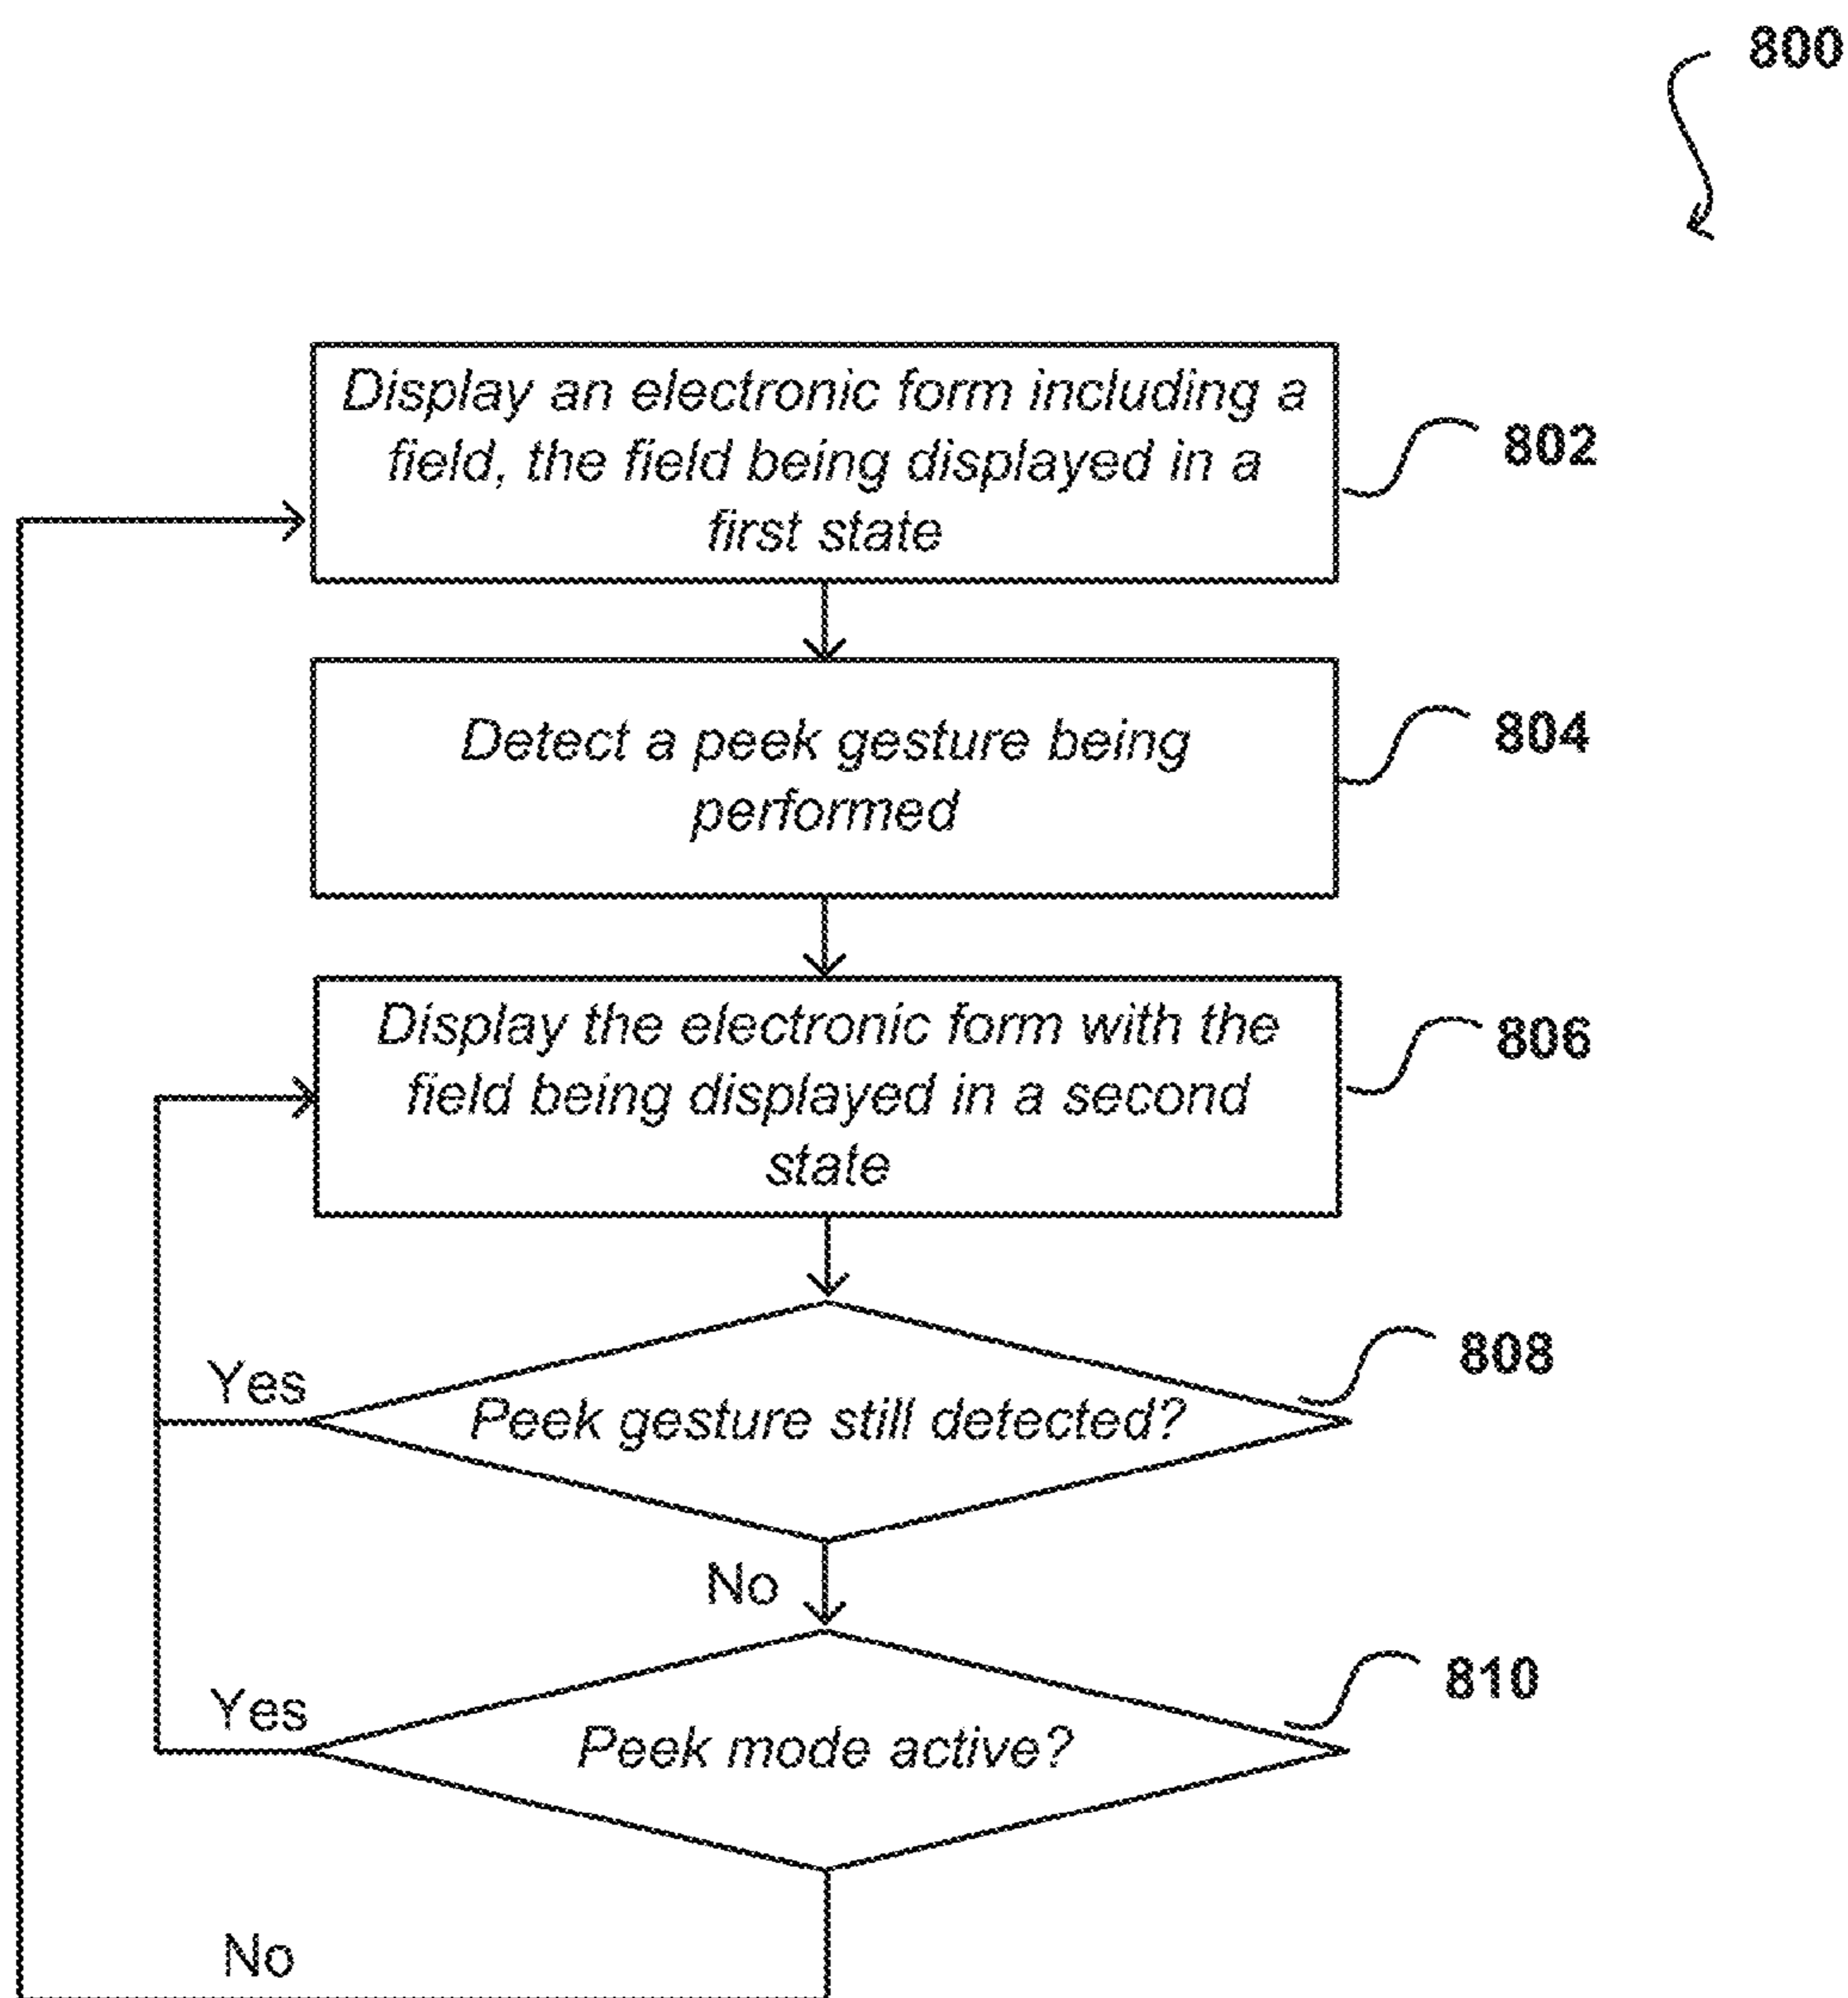 800
Display an electronic form including a
field, the field being displayed in a
first state
802
Detect a peek gesture being
performed
804
Display the electronic form with the
field being displayed in a second
state
806
Yes
Peek gesture still detected?
808
No
Yes
Peek mode active?
810
No